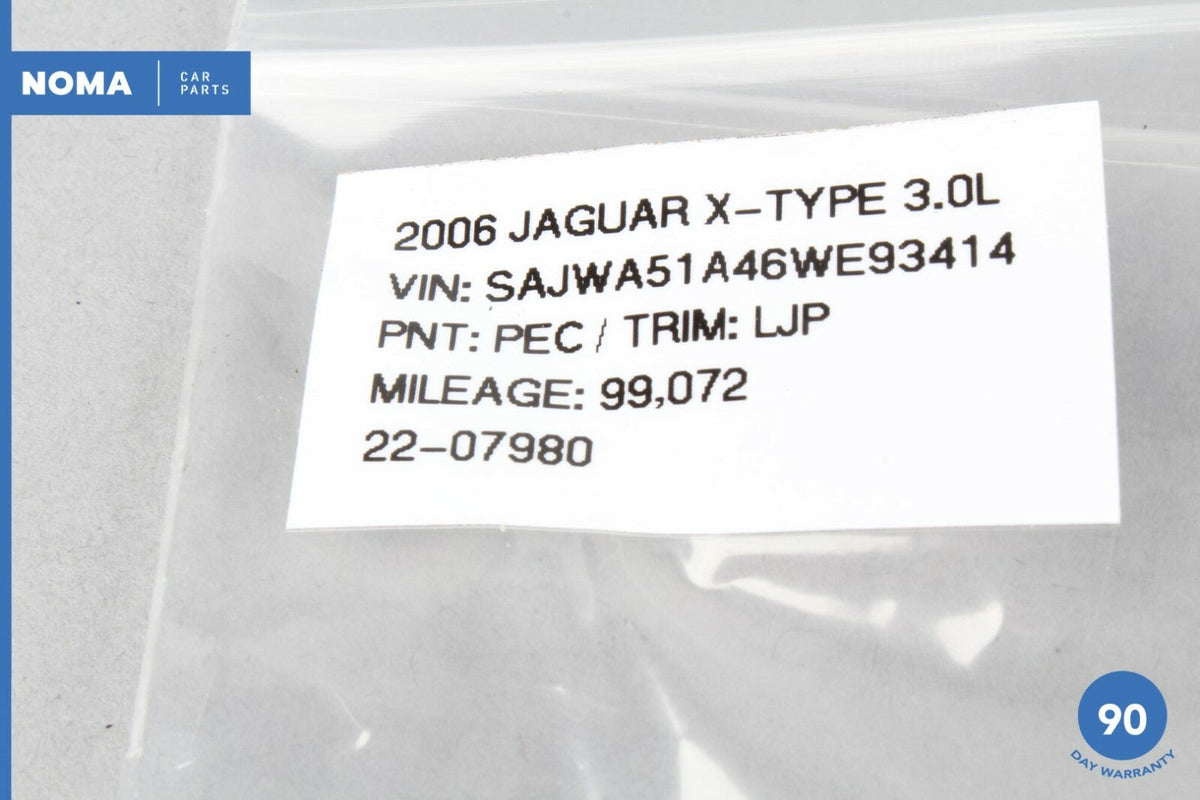 NOMA
CAR
PARTS
2006 JAGUAR X-TYPE 3.0L
VIN: SAJWA51A46WE93414
PNT: PEC / TRIM: LJP
MILEAGE: 99,072
22-07980
90
DAY WARRANTY